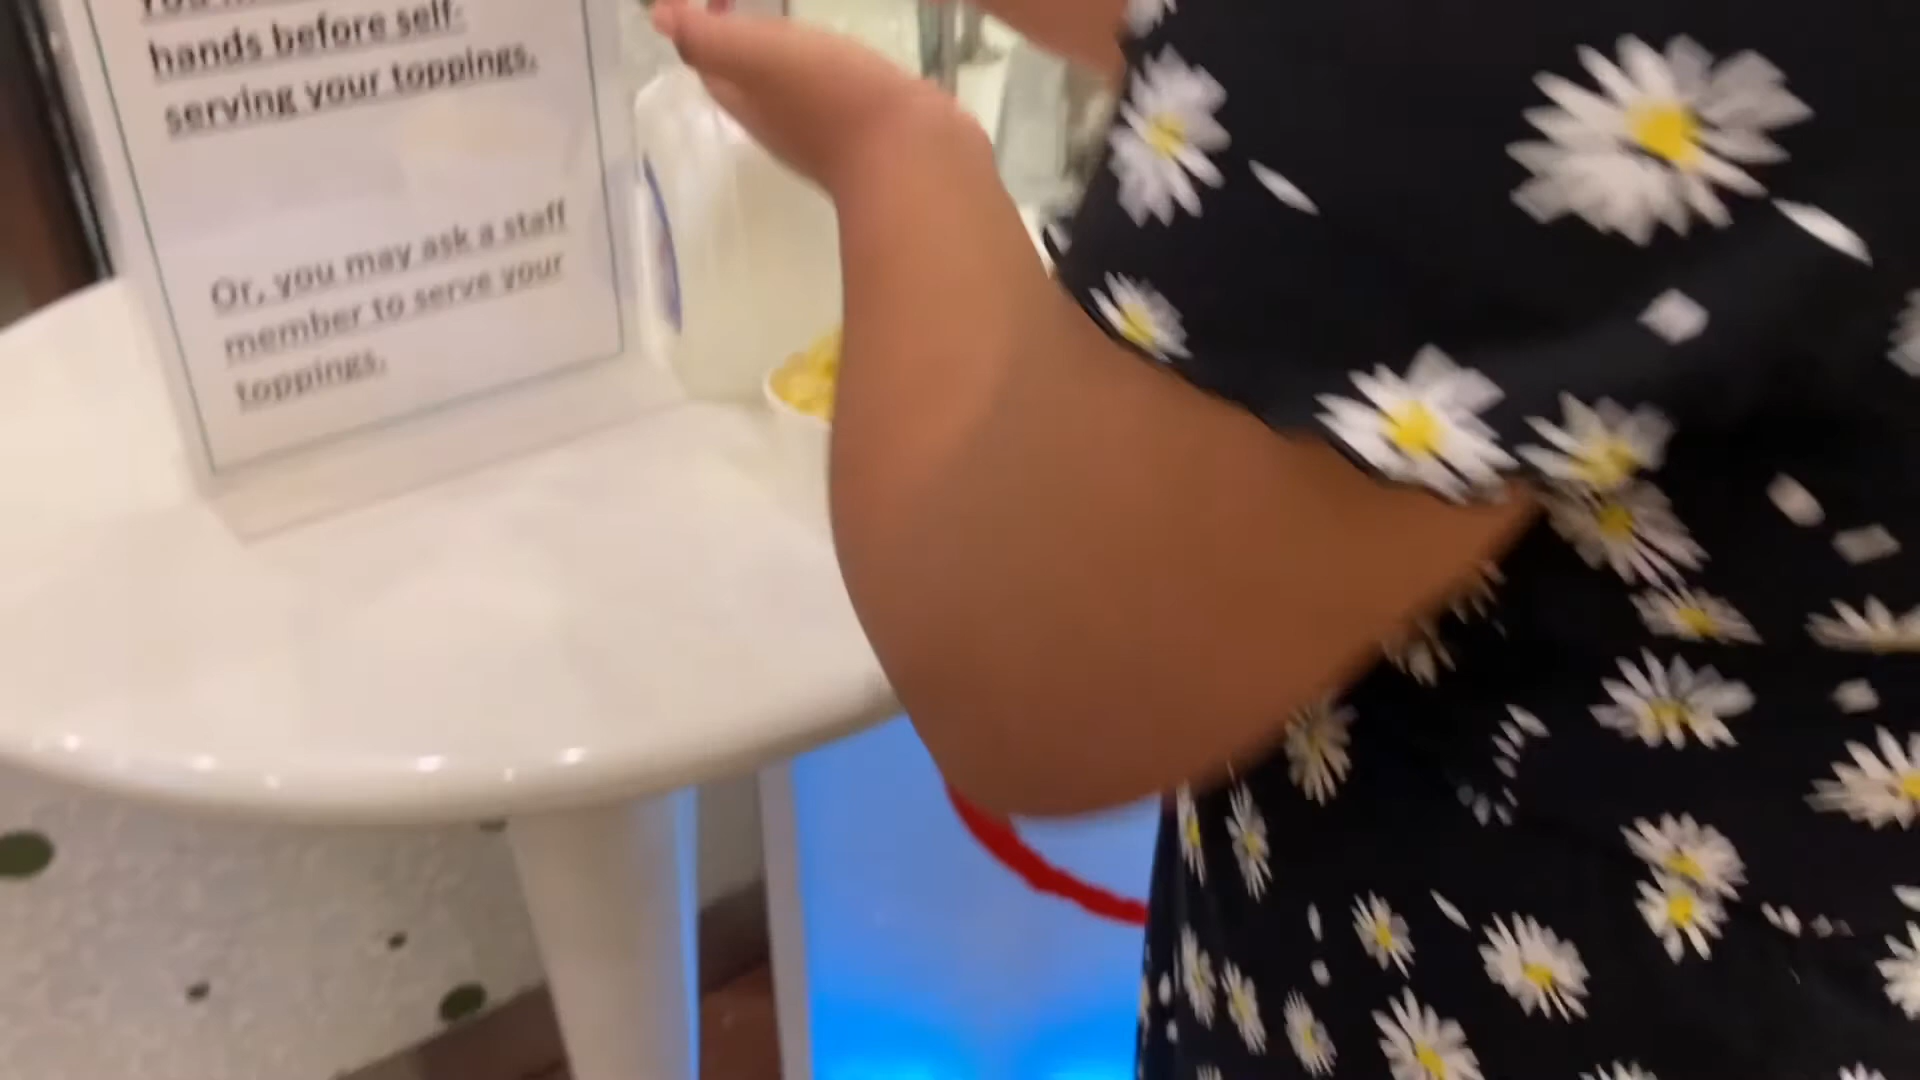 hands before self-
serving your toppings.
Or, you may ask a staff
member to serve your
toppings.